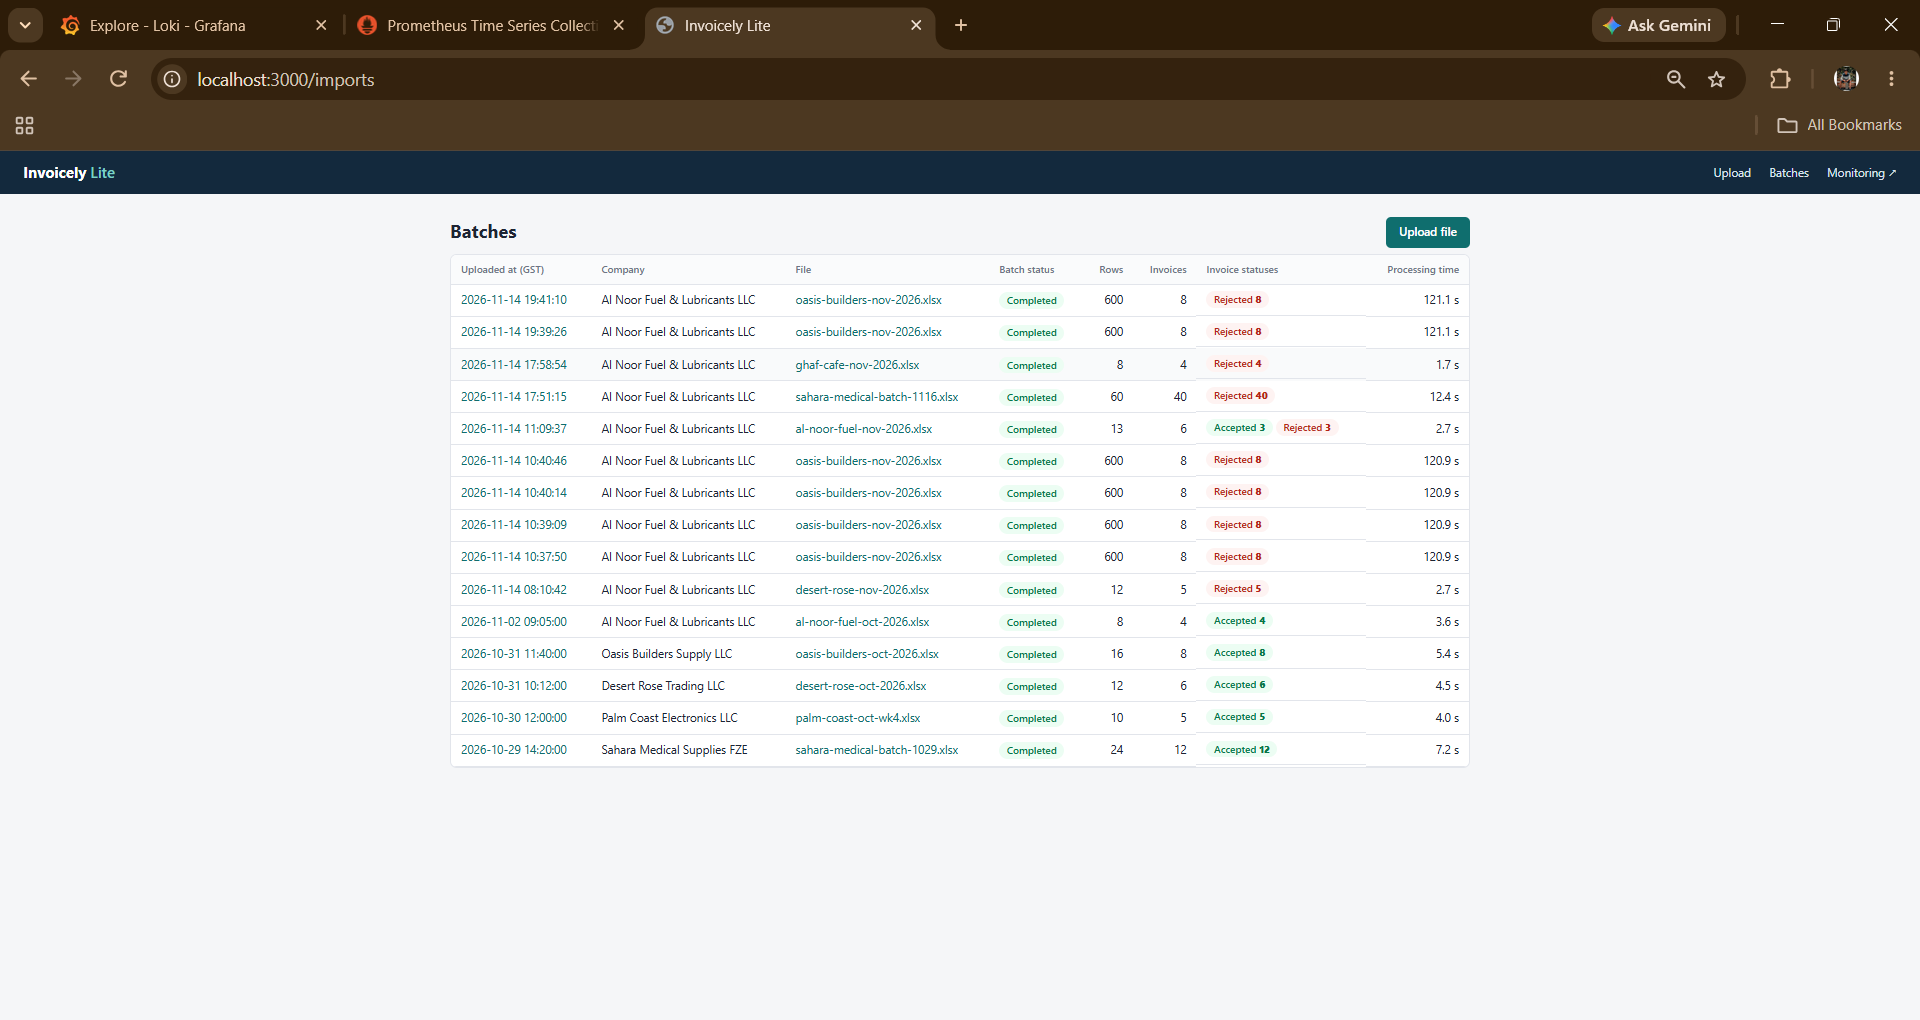 Explore - Loki - Grafana
Prometheus Time Series Collecti
Invoicely Lite
Ask Gemini
localhost:3000/imports
All Bookmarks
Invoicely Lite Upload Batches Monitoring ↗
Batches Upload file
Uploaded at (GST) Company File Batch status Rows Invoices Invoice statuses Processing time
2026-11-14 19:41:10 Al Noor Fuel & Lubricants LLC oasis-builders-nov-2026.xlsx Completed 600 8 Rejected 8 121.1 s
2026-11-14 19:39:26 Al Noor Fuel & Lubricants LLC oasis-builders-nov-2026.xlsx Completed 600 8 Rejected 8 121.1 s
2026-11-14 17:58:54 Al Noor Fuel & Lubricants LLC ghaf-cafe-nov-2026.xlsx Completed 8 4 Rejected 4 1.7 s
2026-11-14 17:51:15 Al Noor Fuel & Lubricants LLC sahara-medical-batch-1116.xlsx Completed 60 40 Rejected 40 12.4 s
2026-11-14 11:09:37 Al Noor Fuel & Lubricants LLC al-noor-fuel-nov-2026.xlsx Completed 13 6 Accepted 3 Rejected 3 2.7 s
2026-11-14 10:40:46 Al Noor Fuel & Lubricants LLC oasis-builders-nov-2026.xlsx Completed 600 8 Rejected 8 120.9 s
2026-11-14 10:40:14 Al Noor Fuel & Lubricants LLC oasis-builders-nov-2026.xlsx Completed 600 8 Rejected 8 120.9 s
2026-11-14 10:39:09 Al Noor Fuel & Lubricants LLC oasis-builders-nov-2026.xlsx Completed 600 8 Rejected 8 120.9 s
2026-11-14 10:37:50 Al Noor Fuel & Lubricants LLC oasis-builders-nov-2026.xlsx Completed 600 8 Rejected 8 120.9 s
2026-11-14 08:10:42 Al Noor Fuel & Lubricants LLC desert-rose-nov-2026.xlsx Completed 12 5 Rejected 5 2.7 s
2026-11-02 09:05:00 Al Noor Fuel & Lubricants LLC al-noor-fuel-oct-2026.xlsx Completed 8 4 Accepted 4 3.6 s
2026-10-31 11:40:00 Oasis Builders Supply LLC oasis-builders-oct-2026.xlsx Completed 16 8 Accepted 8 5.4 s
2026-10-31 10:12:00 Desert Rose Trading LLC desert-rose-oct-2026.xlsx Completed 12 6 Accepted 6 4.5 s
2026-10-30 12:00:00 Palm Coast Electronics LLC palm-coast-oct-wk4.xlsx Completed 10 5 Accepted 5 4.0 s
2026-10-29 14:20:00 Sahara Medical Supplies FZE sahara-medical-batch-1029.xlsx Completed 24 12 Accepted 12 7.2 s